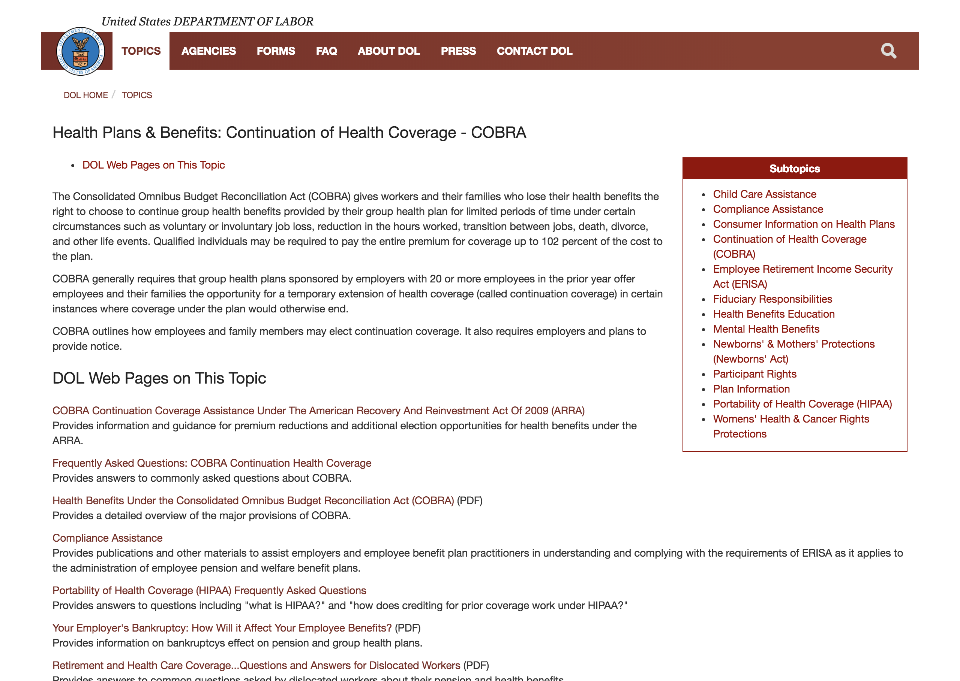 United States DEPARTMENT OF LABOR
TOPICS AGENCIES FORMS FAQ ABOUT DOL PRESS CONTACT DOL
DOL HOME / TOPICS
Health Plans & Benefits: Continuation of Health Coverage - COBRA
• DOL Web Pages on This Topic
The Consolidated Omnibus Budget Reconciliation Act (COBRA) gives workers and their families who lose their health benefits the
right to choose to continue group health benefits provided by their group health plan for limited periods of time under certain
circumstances such as voluntary or involuntary job loss, reduction in the hours worked, transition between jobs, death, divorce,
and other life events. Qualified individuals may be required to pay the entire premium for coverage up to 102 percent of the cost to
the plan.
COBRA generally requires that group health plans sponsored by employers with 20 or more employees in the prior year offer
employees and their families the opportunity for a temporary extension of health coverage (called continuation coverage) in certain
instances where coverage under the plan would otherwise end.
COBRA outlines how employees and family members may elect continuation coverage. It also requires employers and plans to
provide notice.
Subtopics
• Child Care Assistance
• Compliance Assistance
• Consumer Information on Health Plans
• Continuation of Health Coverage
(COBRA)
• Employee Retirement Income Security
Act (ERISA)
• Fiduciary Responsibilities
• Health Benefits Education
• Mental Health Benefits
• Newborns' & Mothers' Protections
(Newborns' Act)
• Participant Rights
• Plan Information
• Portability of Health Coverage (HIPAA)
• Womens' Health & Cancer Rights
Protections
DOL Web Pages on This Topic
COBRA Continuation Coverage Assistance Under The American Recovery And Reinvestment Act Of 2009 (ARRA)
Provides information and guidance for premium reductions and additional election opportunities for health benefits under the
ARRA.
Frequently Asked Questions: COBRA Continuation Health Coverage
Provides answers to commonly asked questions about COBRA.
Health Benefits Under the Consolidated Omnibus Budget Reconciliation Act (COBRA) (PDF)
Provides a detailed overview of the major provisions of COBRA.
Compliance Assistance
Provides publications and other materials to assist employers and employee benefit plan practitioners in understanding and complying with the requirements of ERISA as it applies to
the administration of employee pension and welfare benefit plans.
Portability of Health Coverage (HIPAA) Frequently Asked Questions
Provides answers to questions including "what is HIPAA?" and "how does crediting for prior coverage work under HIPAA?"
Your Employer's Bankruptcy: How Will it Affect Your Employee Benefits? (PDF)
Provides information on bankruptcys effect on pension and group health plans.
Retirement and Health Care Coverage...Questions and Answers for Dislocated Workers (PDF)
Provides answers to common questions asked by dislocated workers about their pension and health benefits.